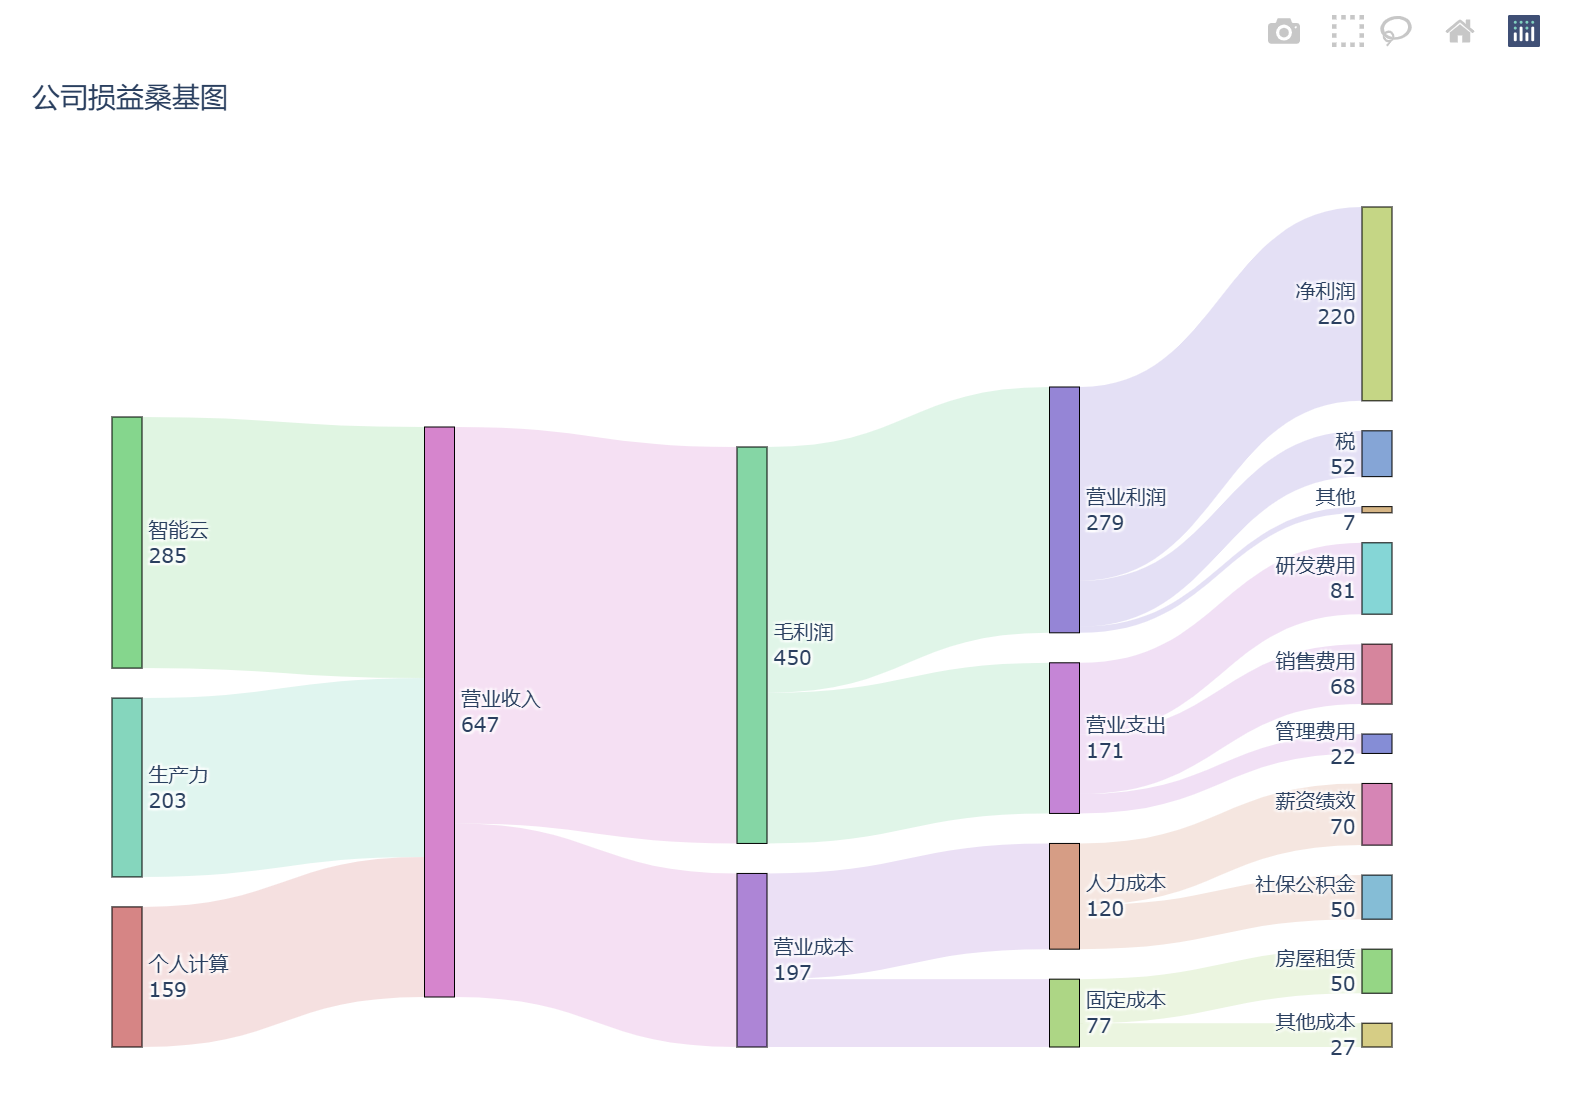 公司损益桑基图
智能云
285
生产力
203
个人计算
159
营业收入
647
毛利润
450
营业成本
197
营业利润
279
营业支出
171
人力成本
120
固定成本
77
净利润
220
税
52
其他
7
研发费用
81
销售费用
68
管理费用
22
薪资绩效
70
社保公积金
50
房屋租赁
50
其他成本
27